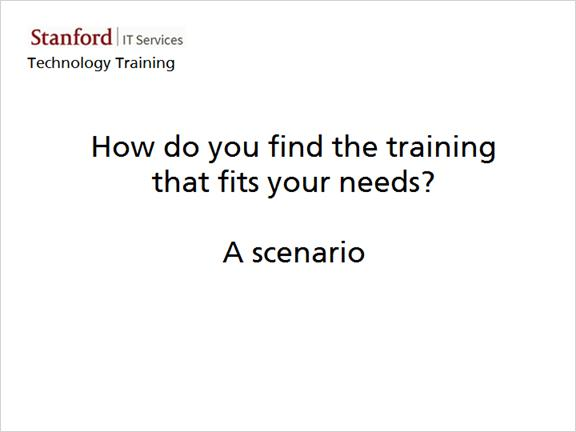 Stanford IT Services
Technology Training
How do you find the training
that fits your needs?
A scenario